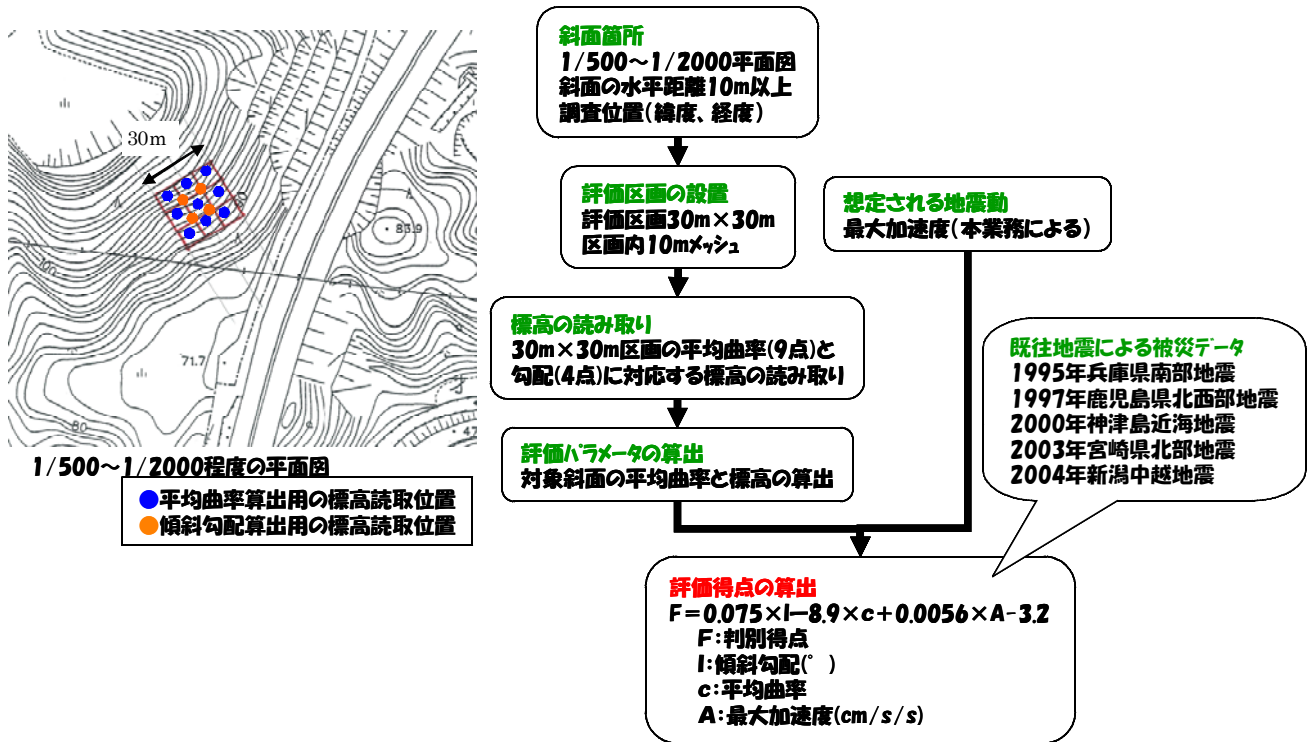 30m
83.9
100
71.7
80
47
1/500～1/2000程度の平面図
平均曲率算出用の標高読取位置
傾斜勾配算出用の標高読取位置
斜面箇所
1/500～1/2000平面図
斜面の水平距離10m以上
調査位置(緯度、経度)
評価区画の設置
評価区画30m×30m
区画内10mメッシュ
想定される地震動
最大加速度(本業務による)
標高の読み取り
30m×30m区画の平均曲率(9点)と
勾配(4点)に対応する標高の読み取り
評価パラメータの算出
対象斜面の平均曲率と標高の算出
既往地震による被災データ
1995年兵庫県南部地震
1997年鹿児島県北西部地震
2000年神津島近海地震
2003年宮崎県北部地震
2004年新潟中越地震
評価得点の算出
F=0.075×I-8.9×c+0.0056×A-3.2
F:判別得点
I:傾斜勾配(°)
c:平均曲率
A:最大加速度(cm/s/s)